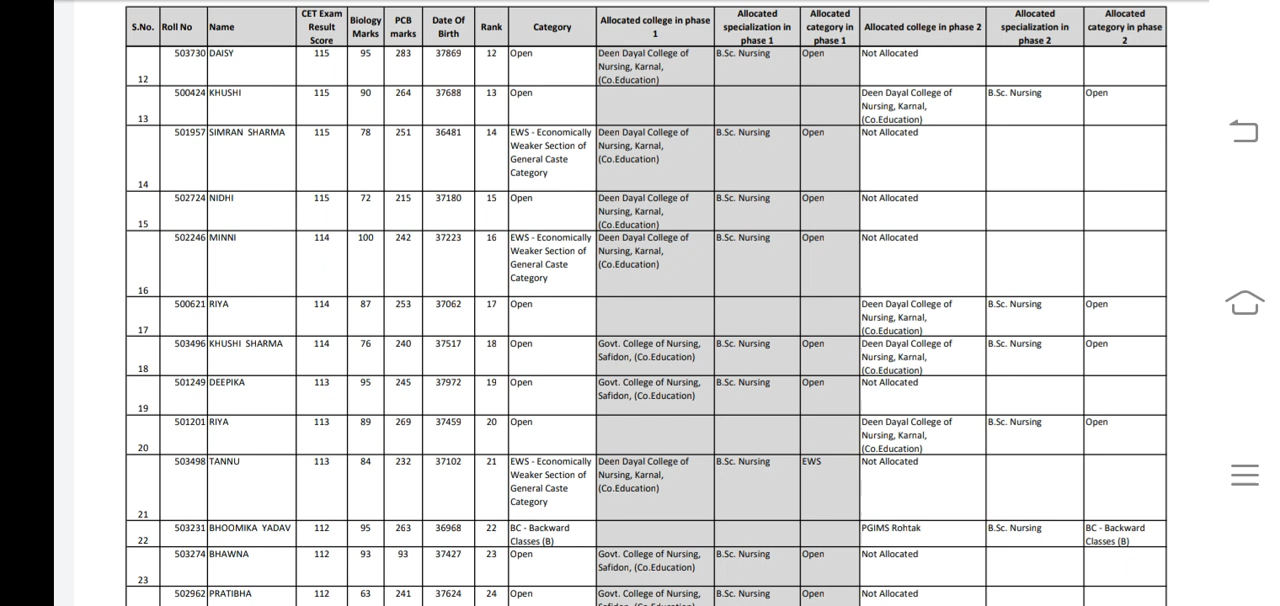 S.No. Roll No Name CET Exam Result Score Biology Marks PCB marks Date Of Birth Rank Category Allocated college in phase 1 Allocated specialization in phase 1 Allocated category in phase 1 Allocated college in phase 2 Allocated specialization in phase 2 Allocated category in phase 2
12 503730 DAISY 115 95 283 37869 12 Open Deen Dayal College of Nursing, Karnal, (Co.Education) B.Sc. Nursing Open Not Allocated
13 500424 KHUSHI 115 90 264 37688 13 Open Deen Dayal College of Nursing, Karnal, (Co.Education) B.Sc. Nursing Open
14 501957 SIMRAN SHARMA 115 78 251 36481 14 EWS - Economically Weaker Section of General Caste Category Deen Dayal College of Nursing, Karnal, (Co.Education) B.Sc. Nursing Open Not Allocated
15 502724 NIDHI 115 72 215 37180 15 Open Deen Dayal College of Nursing, Karnal, (Co.Education) B.Sc. Nursing Open Not Allocated
16 502246 MINNI 114 100 242 37223 16 EWS - Economically Weaker Section of General Caste Category Deen Dayal College of Nursing, Karnal, (Co.Education) B.Sc. Nursing Open Not Allocated
17 500621 RIYA 114 87 253 37062 17 Open Deen Dayal College of Nursing, Karnal, (Co.Education) B.Sc. Nursing Open
18 503496 KHUSHI SHARMA 114 76 240 37517 18 Open Govt. College of Nursing, Safidon, (Co.Education) B.Sc. Nursing Open Deen Dayal College of Nursing, Karnal, (Co.Education) B.Sc. Nursing Open
19 501249 DEEPIKA 113 95 245 37972 19 Open Govt. College of Nursing, Safidon, (Co.Education) B.Sc. Nursing Open Not Allocated
20 501201 RIYA 113 89 269 37459 20 Open Deen Dayal College of Nursing, Karnal, (Co.Education) B.Sc. Nursing Open
21 503498 TANNU 113 84 232 37102 21 EWS - Economically Weaker Section of General Caste Category Deen Dayal College of Nursing, Karnal, (Co.Education) B.Sc. Nursing EWS Not Allocated
22 503231 BHOOMIKA YADAV 112 95 263 36968 22 BC - Backward Classes (B) PGIMS Rohtak B.Sc. Nursing BC - Backward Classes (B)
23 503274 BHAWNA 112 93 93 37427 23 Open Govt. College of Nursing, Safidon, (Co.Education) B.Sc. Nursing Open Not Allocated
502962 PRATIBHA 112 63 241 37624 24 Open Govt. College of Nursing, B.Sc. Nursing Open Not Allocated